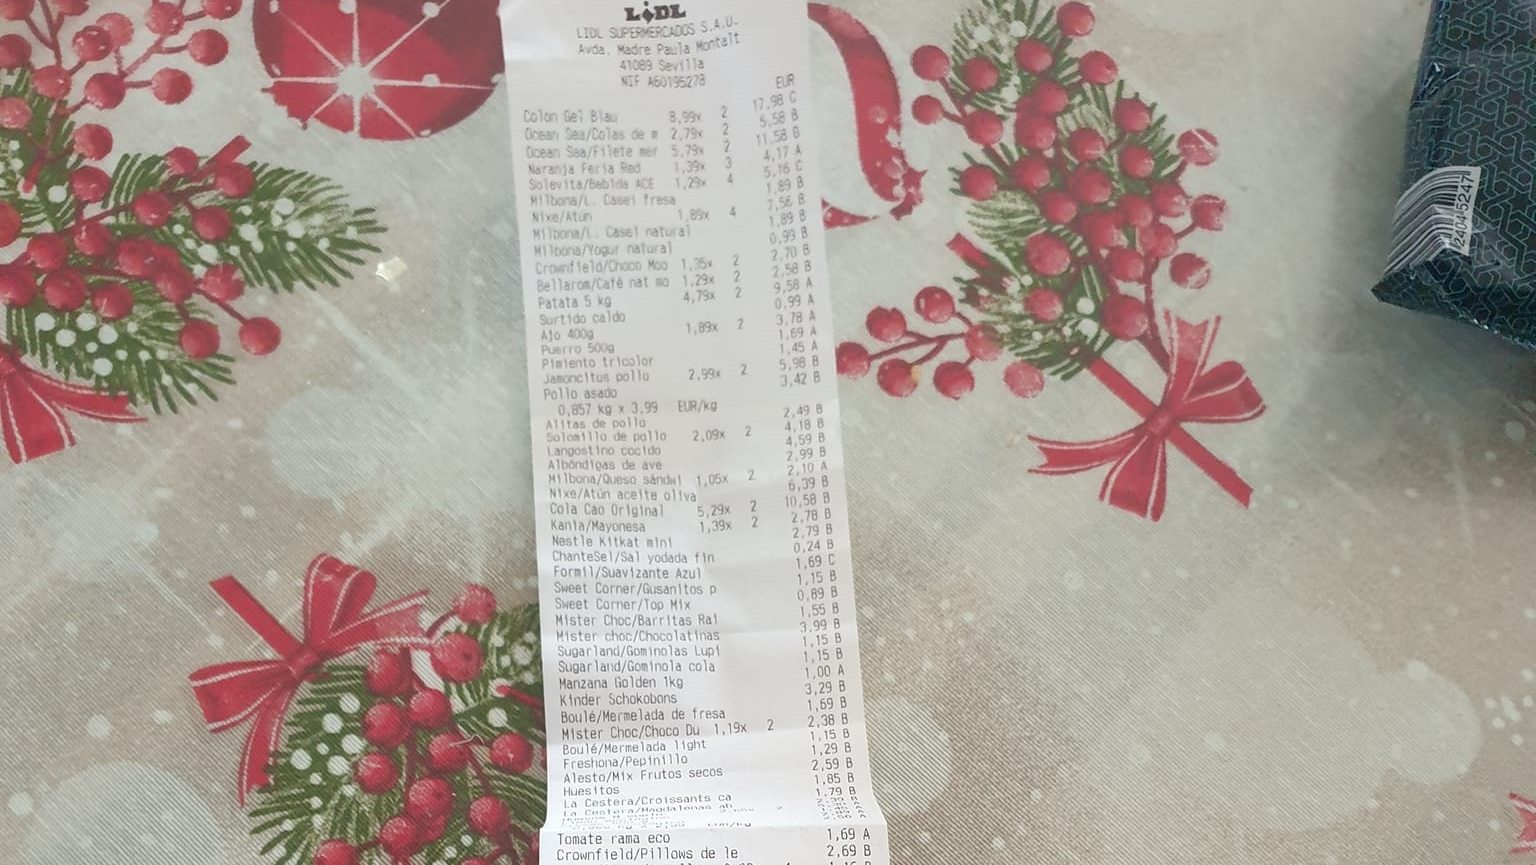 LIDL
LIDL SUPERMERCADOS S.A.U.
Avda. Madre Paula Montalt
41089 Sevilla
NIF A60195278
EUR
Colon Gel Blau 8,99x 2 17,98 C
Ocean Sea/Colas de m 2,79x 2 5,58 B
Ocean Sea/Filete mer 5,79x 2 11,58 B
Naranja Feria Red 1,39x 3 4,17 A
Solevita/Bebida ACE 1,29x 4 5,16 C
Milbona/L. Casei fresa 1,89 B
Nixe/Atún 1,89x 4 7,56 B
Milbona/L. Casei natural 1,89 B
Milbona/Yogur natural 0,99 B
Crownfield/Choco Moo 1,35x 2 2,70 B
Bellarom/Café nat mo 1,29x 2 2,58 B
Patata 5 kg 4,79x 2 9,58 A
Surtido caldo 0,99 A
Ajo 400g 1,89x 2 3,78 A
Puerro 500g 1,69 A
Pimiento tricolor 1,45 A
Jamoncitos pollo 2,99x 2 5,98 B
Pollo asado 3,42 B
0,857 kg x 3,99 EUR/kg
Alitas de pollo 2,49 B
Solomillo de pollo 2,09x 2 4,18 B
Langostino cocido 4,59 B
Albóndigas de ave 2,99 B
Milbona/Queso sándwi 1,05x 2 2,10 A
Nixe/Atún aceite oliva 6,39 B
Cola Cao Original 5,29x 2 10,58 B
Kania/Mayonesa 1,39x 2 2,78 B
Nestle Kitkat mini 2,79 B
ChanteSel/Sal yodada fin 0,24 B
Formil/Suavizante Azul 1,69 C
Sweet Corner/Gusanitos p 1,15 B
Sweet Corner/Top Mix 0,89 B
Mister Choc/Barritas Rai 1,55 B
Mister choc/Chocolatinas 3,99 B
Sugarland/Gominolas Lupi 1,15 B
Sugarland/Gominola cola 1,15 B
Manzana Golden 1kg 1,00 A
Kinder Schokobons 3,29 B
Boulé/Mermelada de fresa 1,69 B
Mister Choc/Choco Du 1,19x 2 2,38 B
Boulé/Mermelada light 1,15 B
Freshona/Pepinillo 1,29 B
Alesto/Mix Frutos secos 2,59 B
Huesitos 1,85 B
La Cestera/Croissants ca 1,79 B
La Cestera/Magdalenas
Tomate rama eco 1,69 A
Crownfield/Pillows de le 2,69 B
24045247